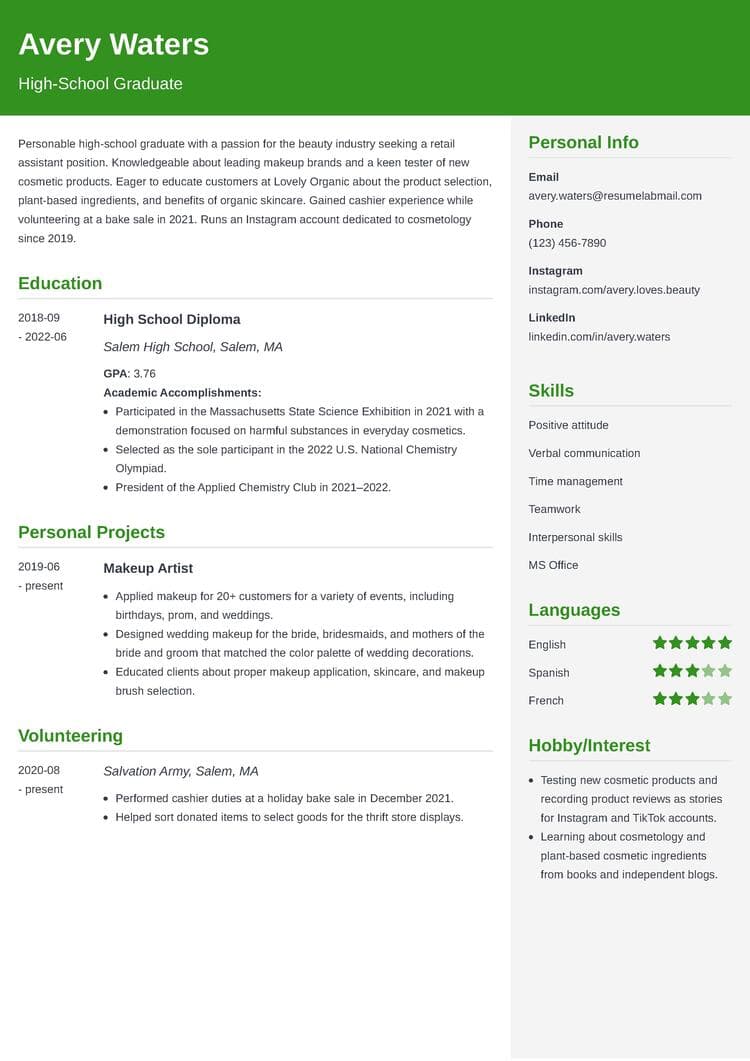 Avery Waters
High-School Graduate
Personable high-school graduate with a passion for the beauty industry seeking a retail
assistant position. Knowledgeable about leading makeup brands and a keen tester of new
cosmetic products. Eager to educate customers at Lovely Organic about the product selection,
plant-based ingredients, and benefits of organic skincare. Gained cashier experience while
volunteering at a bake sale in 2021. Runs an Instagram account dedicated to cosmetology
since 2019.
Education
2018-09
- 2022-06
High School Diploma
Salem High School, Salem, MA
GPA: 3.76
Academic Accomplishments:
• Participated in the Massachusetts State Science Exhibition in 2021 with a
demonstration focused on harmful substances in everyday cosmetics.
• Selected as the sole participant in the 2022 U.S. National Chemistry
Olympiad.
• President of the Applied Chemistry Club in 2021–2022.
Personal Projects
2019-06
- present
Makeup Artist
• Applied makeup for 20+ customers for a variety of events, including
birthdays, prom, and weddings.
• Designed wedding makeup for the bride, bridesmaids, and mothers of the
bride and groom that matched the color palette of wedding decorations.
• Educated clients about proper makeup application, skincare, and makeup
brush selection.
Volunteering
2020-08
- present
Salvation Army, Salem, MA
• Performed cashier duties at a holiday bake sale in December 2021.
• Helped sort donated items to select goods for the thrift store displays.
Personal Info
Email
avery.waters@resumelabmail.com
Phone
(123) 456-7890
Instagram
instagram.com/avery.loves.beauty
LinkedIn
linkedin.com/in/avery.waters
Skills
Positive attitude
Verbal communication
Time management
Teamwork
Interpersonal skills
MS Office
Languages
English
Spanish
French
Hobby/Interest
• Testing new cosmetic products and
recording product reviews as stories
for Instagram and TikTok accounts.
• Learning about cosmetology and
plant-based cosmetic ingredients
from books and independent blogs.